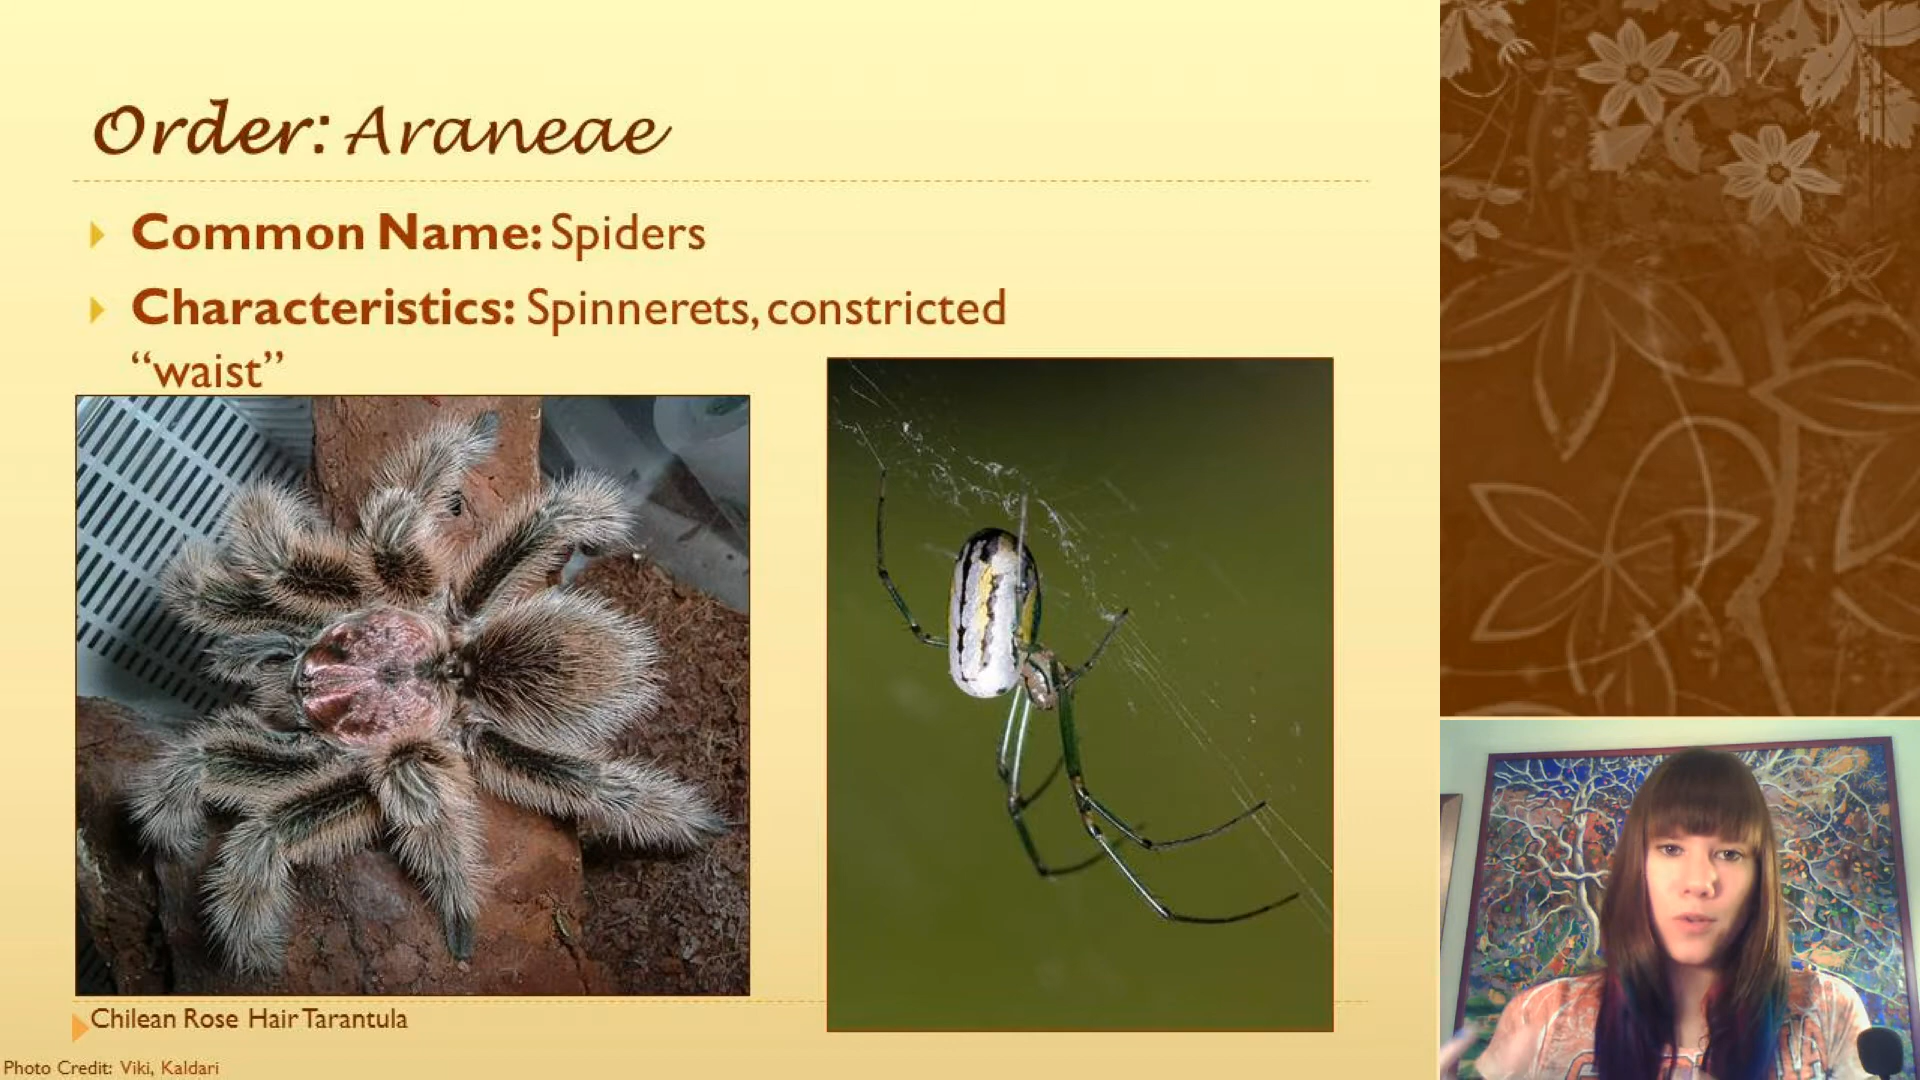 Order: Araneae
Common Name: Spiders
Characteristics: Spinnerets, constricted
“waist”
Chilean Rose Hair Tarantula
Photo Credit: Viki, Kaldari